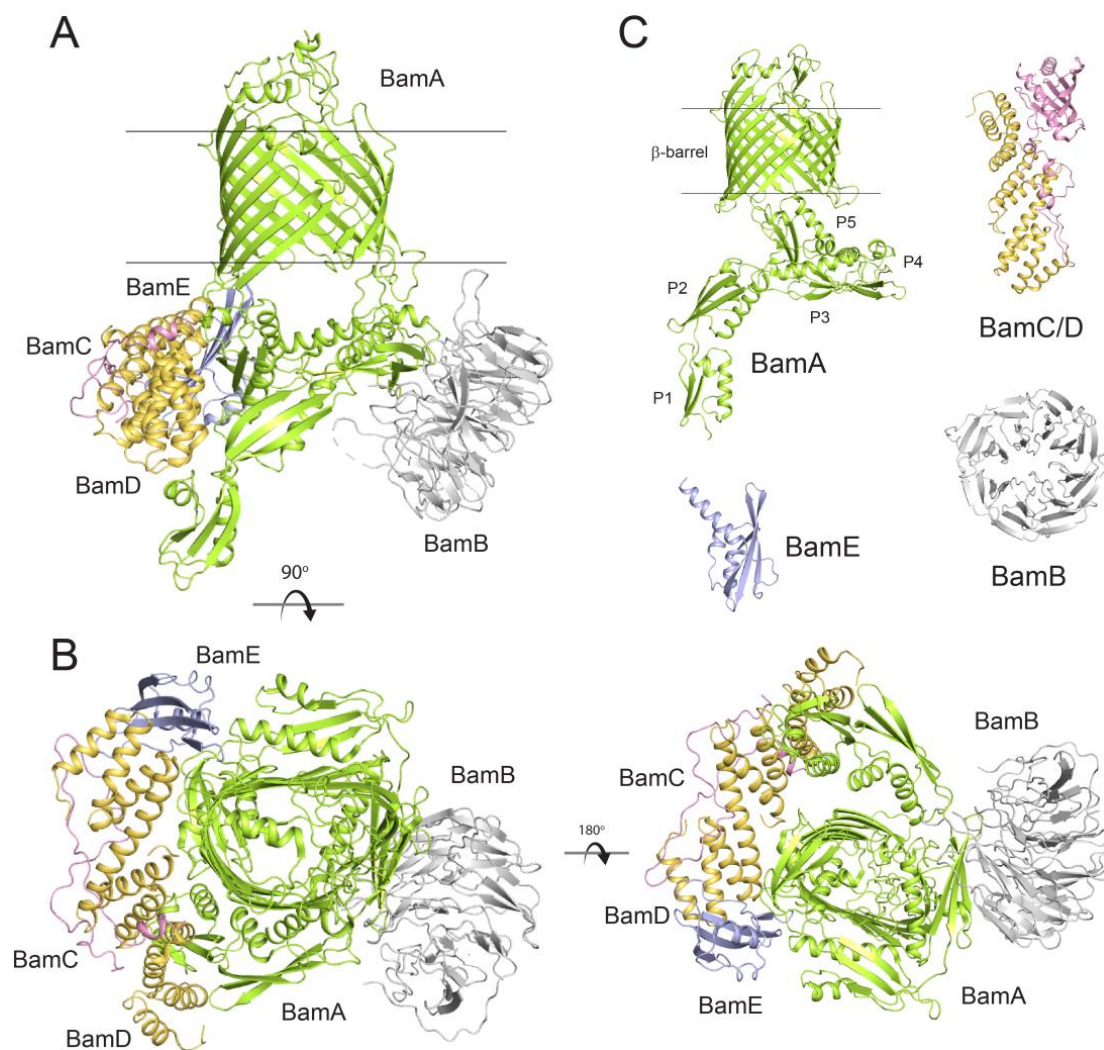 A
BamA
BamE
BamC
BamD
BamB
90°
C
β-barrel
P5
P4
P2
P3
P1
BamA
BamC/D
BamE
BamB
B
BamE
BamB
BamC
BamA
BamD
180°
BamB
BamC
BamD
BamE
BamA